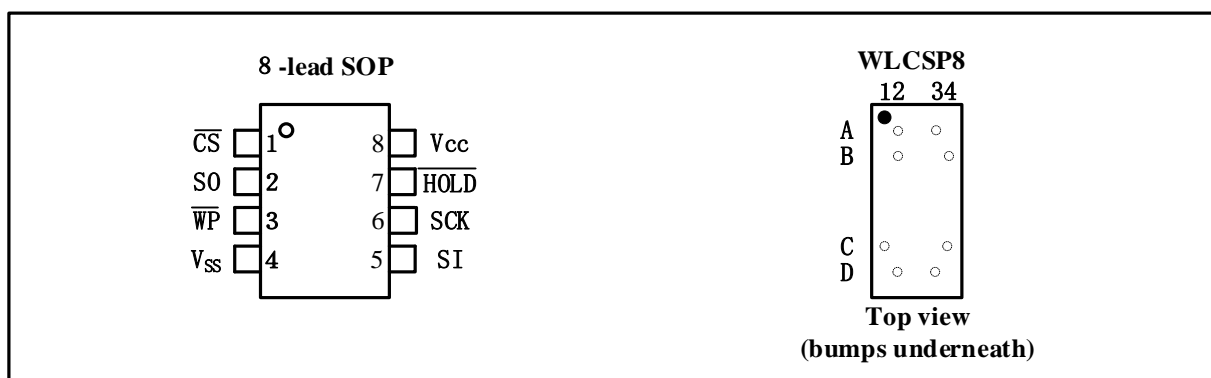 8 -lead SOP
CS 1 8 Vcc
SO 2 7 HOLD
WP 3 6 SCK
VSS 4 5 SI
WLCSP8
12 34
A
B
C
D
Top view
(bumps underneath)